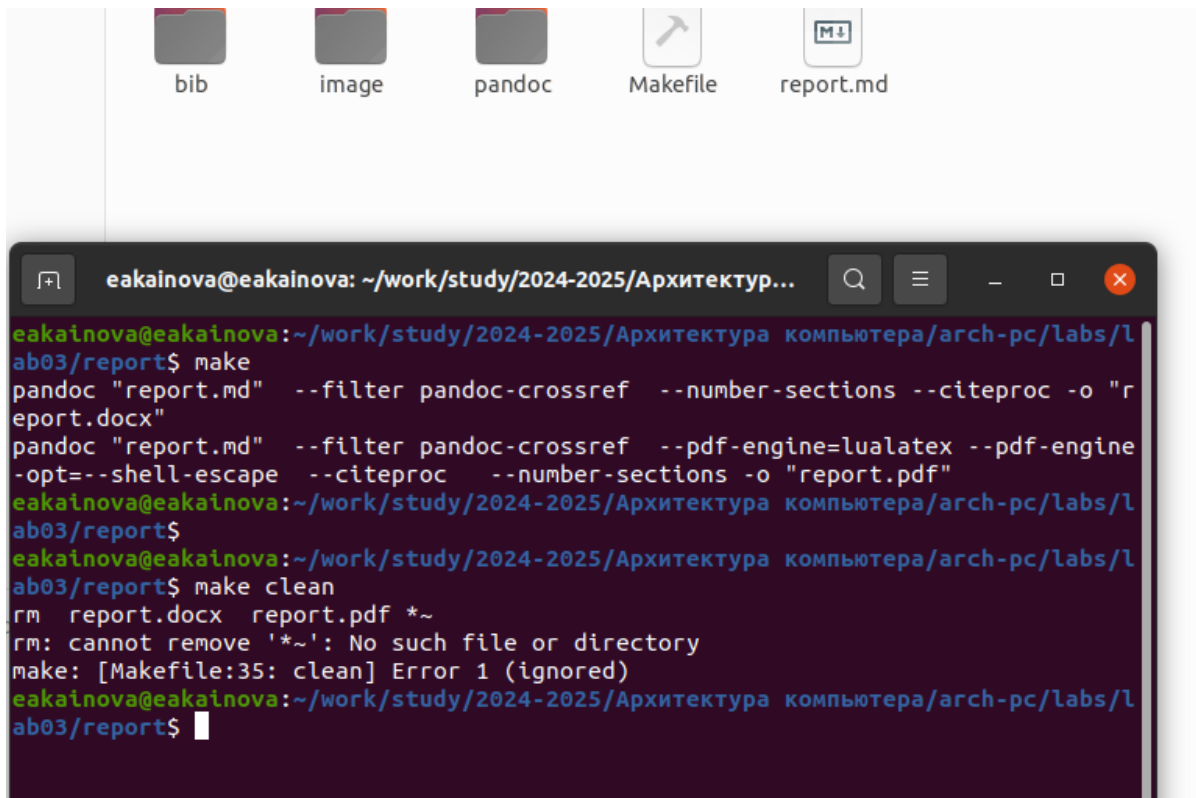 bib image pandoc Makefile report.md
eakainova@eakainova: ~/work/study/2024-2025/Архитектур...
eakainova@eakainova:~/work/study/2024-2025/Архитектура компьютера/arch-pc/labs/l
ab03/report$ make
pandoc "report.md"  --filter pandoc-crossref  --number-sections --citeproc -o "r
eport.docx"
pandoc "report.md"  --filter pandoc-crossref  --pdf-engine=lualatex --pdf-engine
-opt=--shell-escape  --citeproc   --number-sections -o "report.pdf"
eakainova@eakainova:~/work/study/2024-2025/Архитектура компьютера/arch-pc/labs/l
ab03/report$
eakainova@eakainova:~/work/study/2024-2025/Архитектура компьютера/arch-pc/labs/l
ab03/report$ make clean
rm  report.docx  report.pdf *~
rm: cannot remove '*~': No such file or directory
make: [Makefile:35: clean] Error 1 (ignored)
eakainova@eakainova:~/work/study/2024-2025/Архитектура компьютера/arch-pc/labs/l
ab03/report$